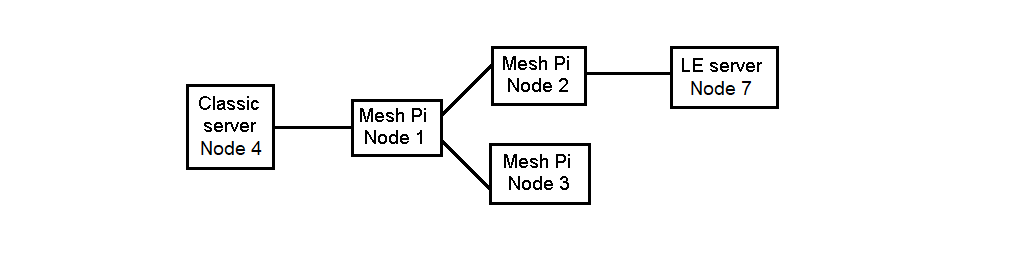 Classic
server
Node 4
Mesh Pi
Node 1
Mesh Pi
Node 2
Mesh Pi
Node 3
LE server
Node 7